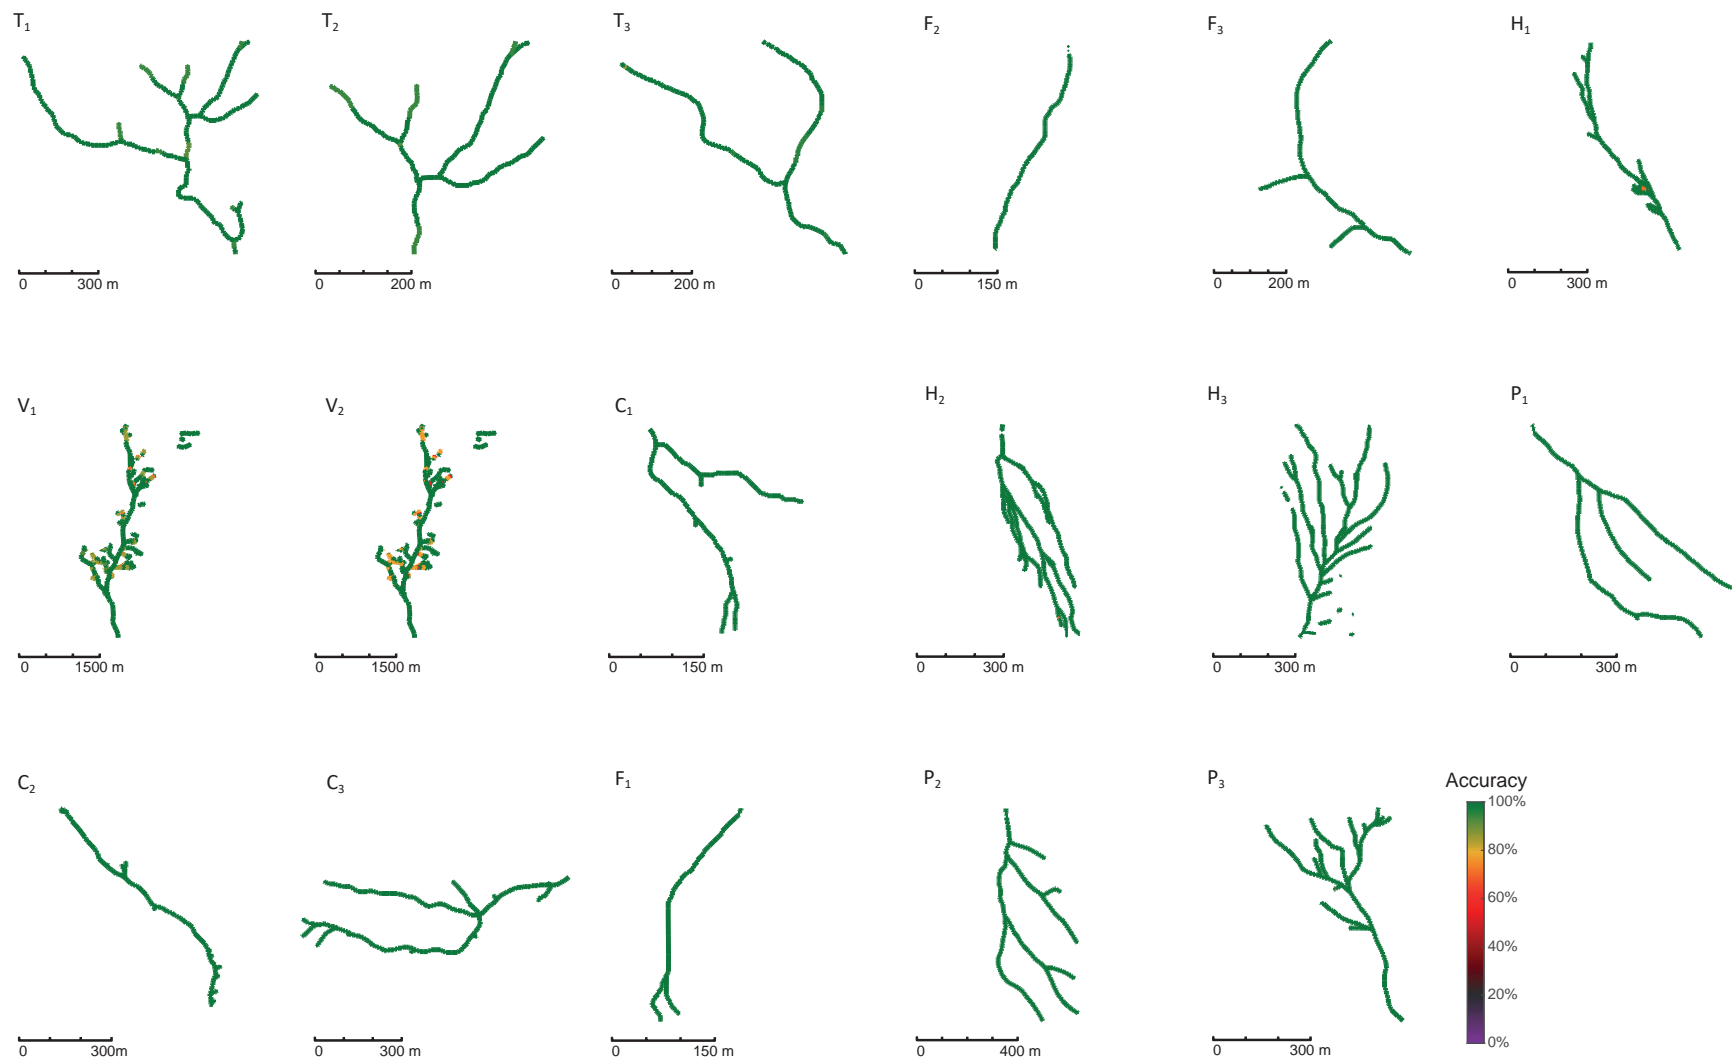 T1 T2 T3 F2 F3 H1
0 300 m 0 200 m 0 200 m 0 150 m 0 200 m 0 300 m
V1 V2 C1 H2 H3 P1
0 1500 m 0 1500 m 0 150 m 0 300 m 0 300 m 0 300 m
C2 C3 F1 P2 P3 Accuracy
100%
80%
60%
40%
20%
0%
0 300m 0 300 m 0 150 m 0 400 m 0 300 m